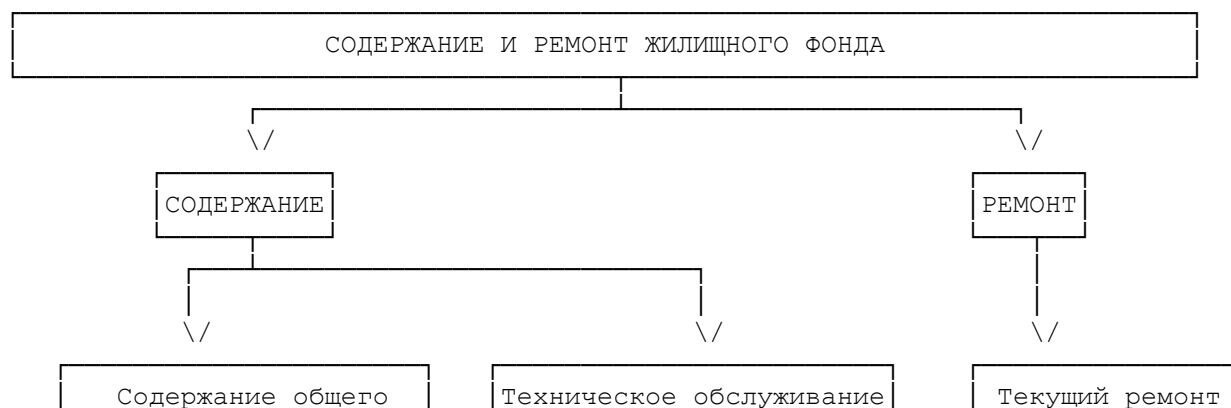 СОДЕРЖАНИЕ И РЕМОНТ ЖИЛИЩНОГО ФОНДА
\/ \/
СОДЕРЖАНИЕ РЕМОНТ
\/ \/ \/
Содержание общего Техническое обслуживание Текущий ремонт